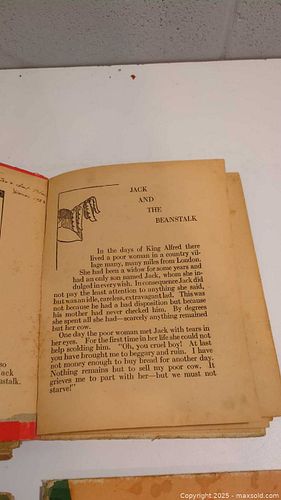 JACK
AND
THE
BEANSTALK
In the days of King Alfred there
lived a poor woman in a country vil-
lage many, many miles from London.
She had been a widow for some years and
had an only son named Jack, whom she in-
dulged in every wish. In consequence Jack did
not pay the least attention to anything she said,
but was an idle, careless, extravagant lad. This was
not because he had a bad disposition but because
his mother had never checked him. By degrees
she spent all she had—scarcely anything remained
but her cow.
One day the poor woman met Jack with tears in
her eyes. For the first time in her life she could not
help scolding him. "Oh, you cruel boy! At last
you have brought me to beggary and ruin. I have
not money enough to buy bread for another day.
Nothing remains but to sell my poor cow. It
grieves me to part with her—but we must not
starve!"
so
ack
stalk.
Copyright 2025 - maxsold.com